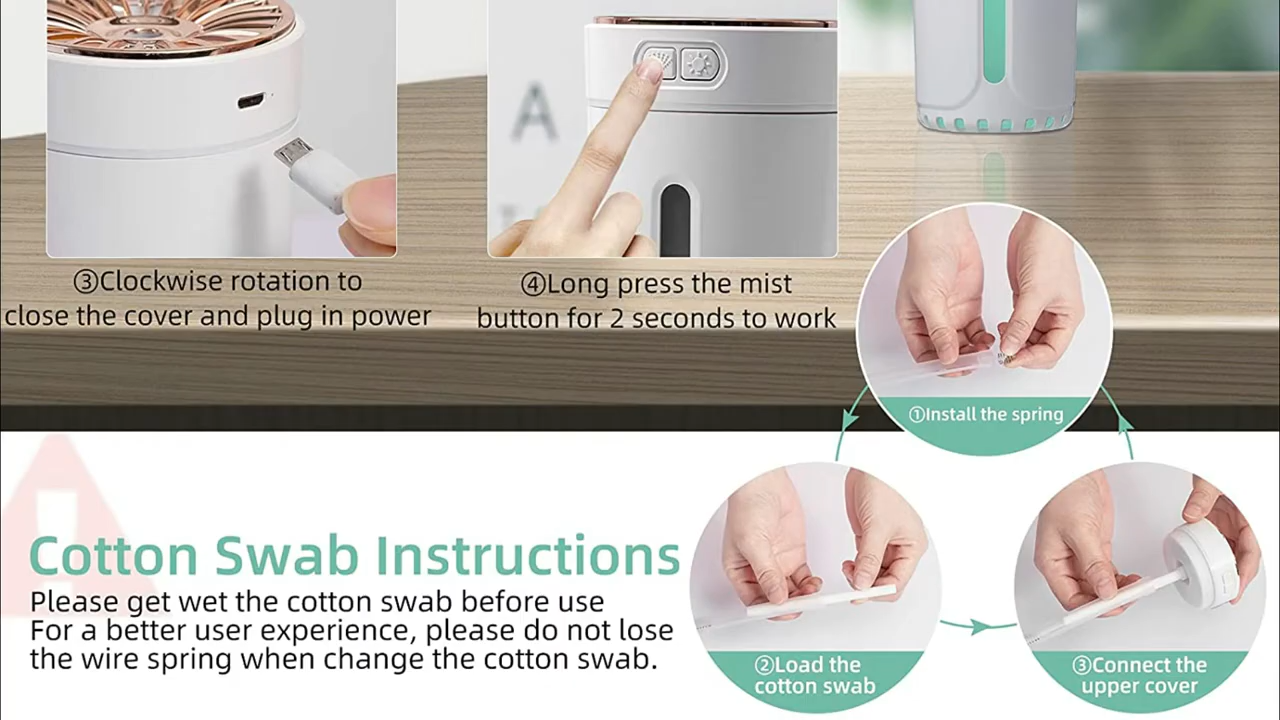 ③Clockwise rotation to
close the cover and plug in power
A
④Long press the mist
button for 2 seconds to work
①Install the spring
Cotton Swab Instructions
Please get wet the cotton swab before use
For a better user experience, please do not lose
the wire spring when change the cotton swab.
②Load the
cotton swab
③Connect the
upper cover